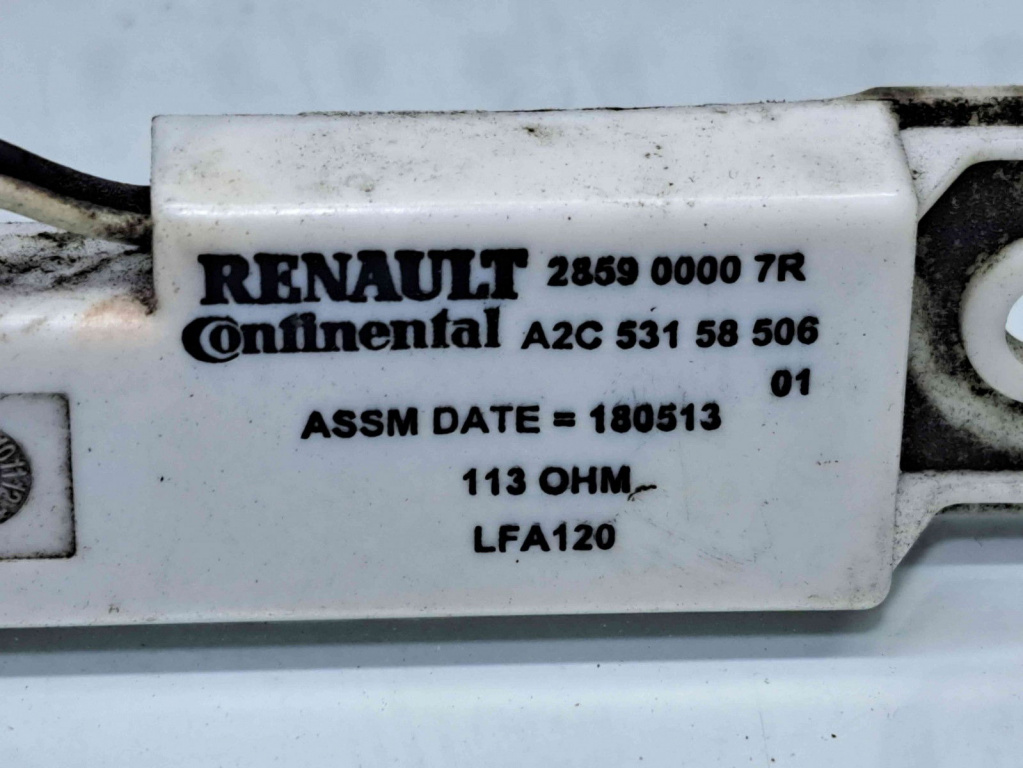 RENAULT 2859 0000 7R
Continental A2C 531 58 506
01
ASSM DATE = 180513
113 OHM
LFA120